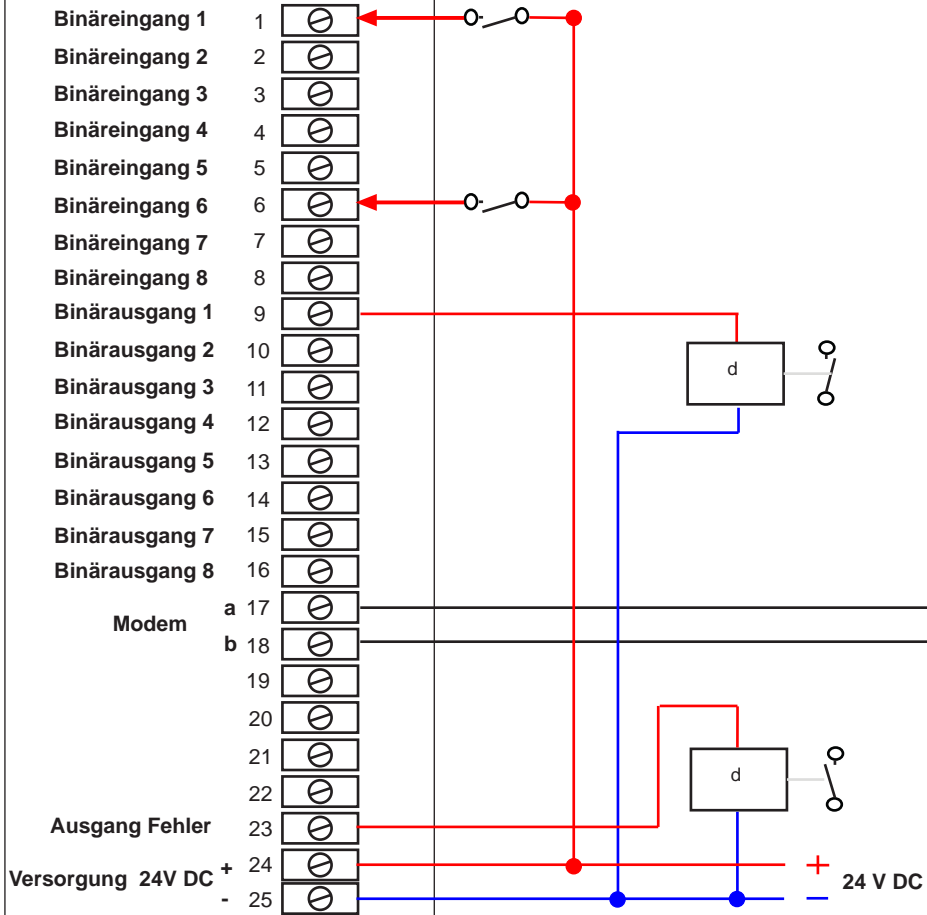 Binäreingang 1 1
Binäreingang 2 2
Binäreingang 3 3
Binäreingang 4 4
Binäreingang 5 5
Binäreingang 6 6
Binäreingang 7 7
Binäreingang 8 8
Binärausgang 1 9
Binärausgang 2 10
d
Binärausgang 3 11
Binärausgang 4 12
Binärausgang 5 13
Binärausgang 6 14
Binärausgang 7 15
Binärausgang 8 16
Modem
a 17
b 18
19
20
21
d
22
Ausgang Fehler 23
Versorgung 24V DC
+ 24
- 25
+
24 V DC
−